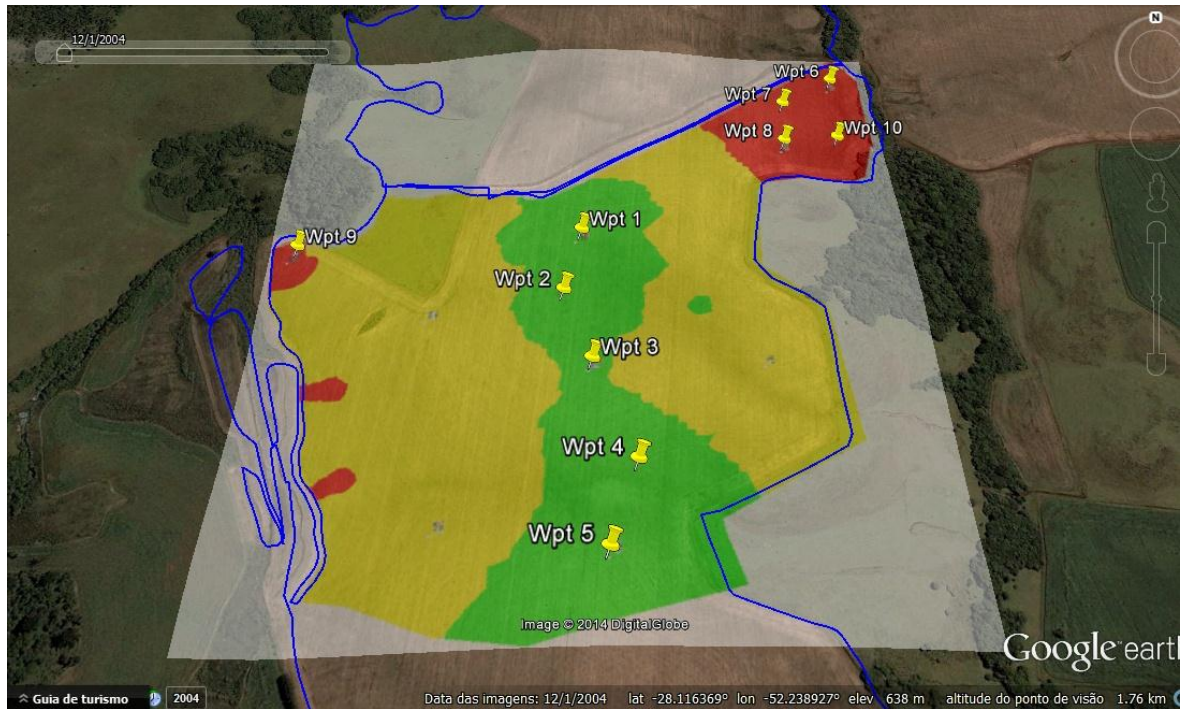 12/1/2004
N
Wpt 6
Wpt 7
Wpt 8
Wpt 10
Wpt 1
Wpt 9
Wpt 2
Wpt 3
Wpt 4
Wpt 5
Image © 2014 DigitalGlobe
Google earth
Guia de turismo
2004
Data das imagens: 12/1/2004 lat -28.116369° lon -52.238927° elev 638 m altitude do ponto de visão 1.76 km